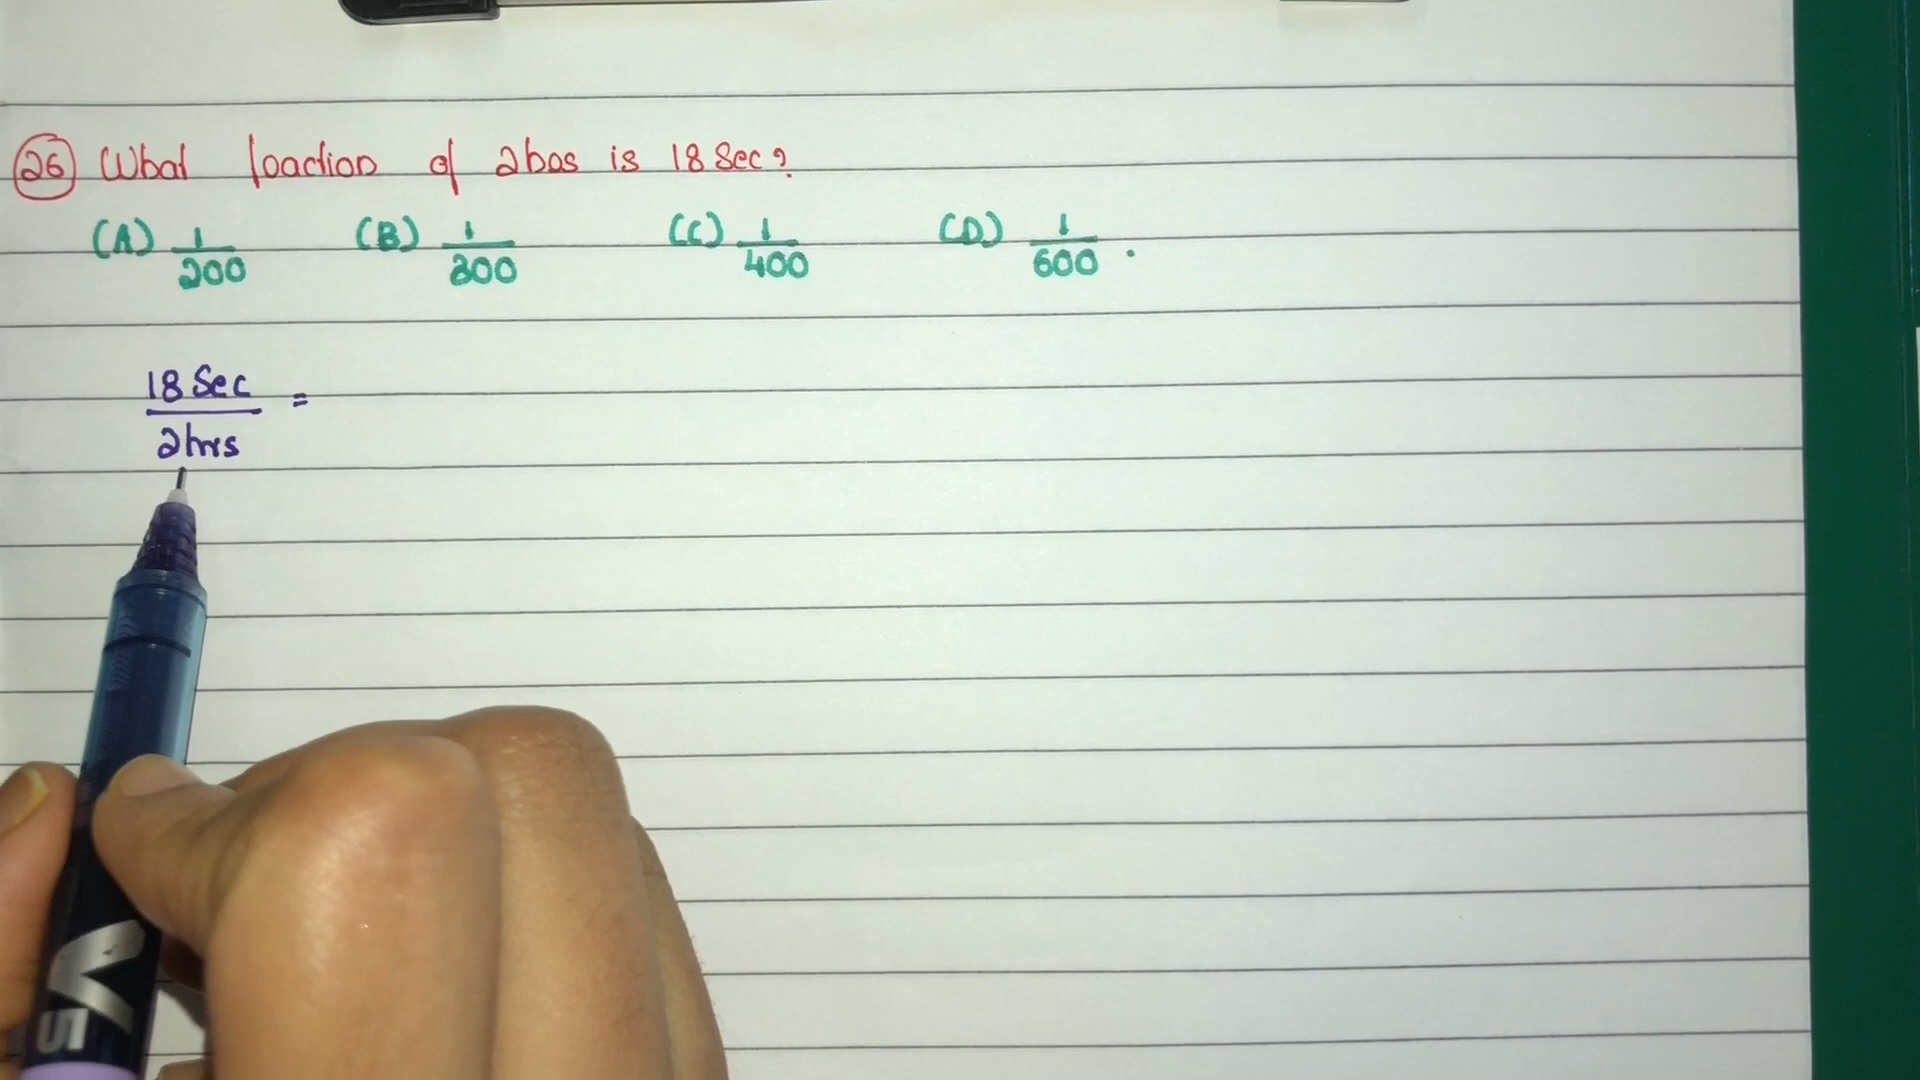 26 What fraction of 2hrs is 18 Sec?
(A) 1/200 (B) 1/300 (C) 1/400 (D) 1/600.
18 Sec/2hrs =
V5